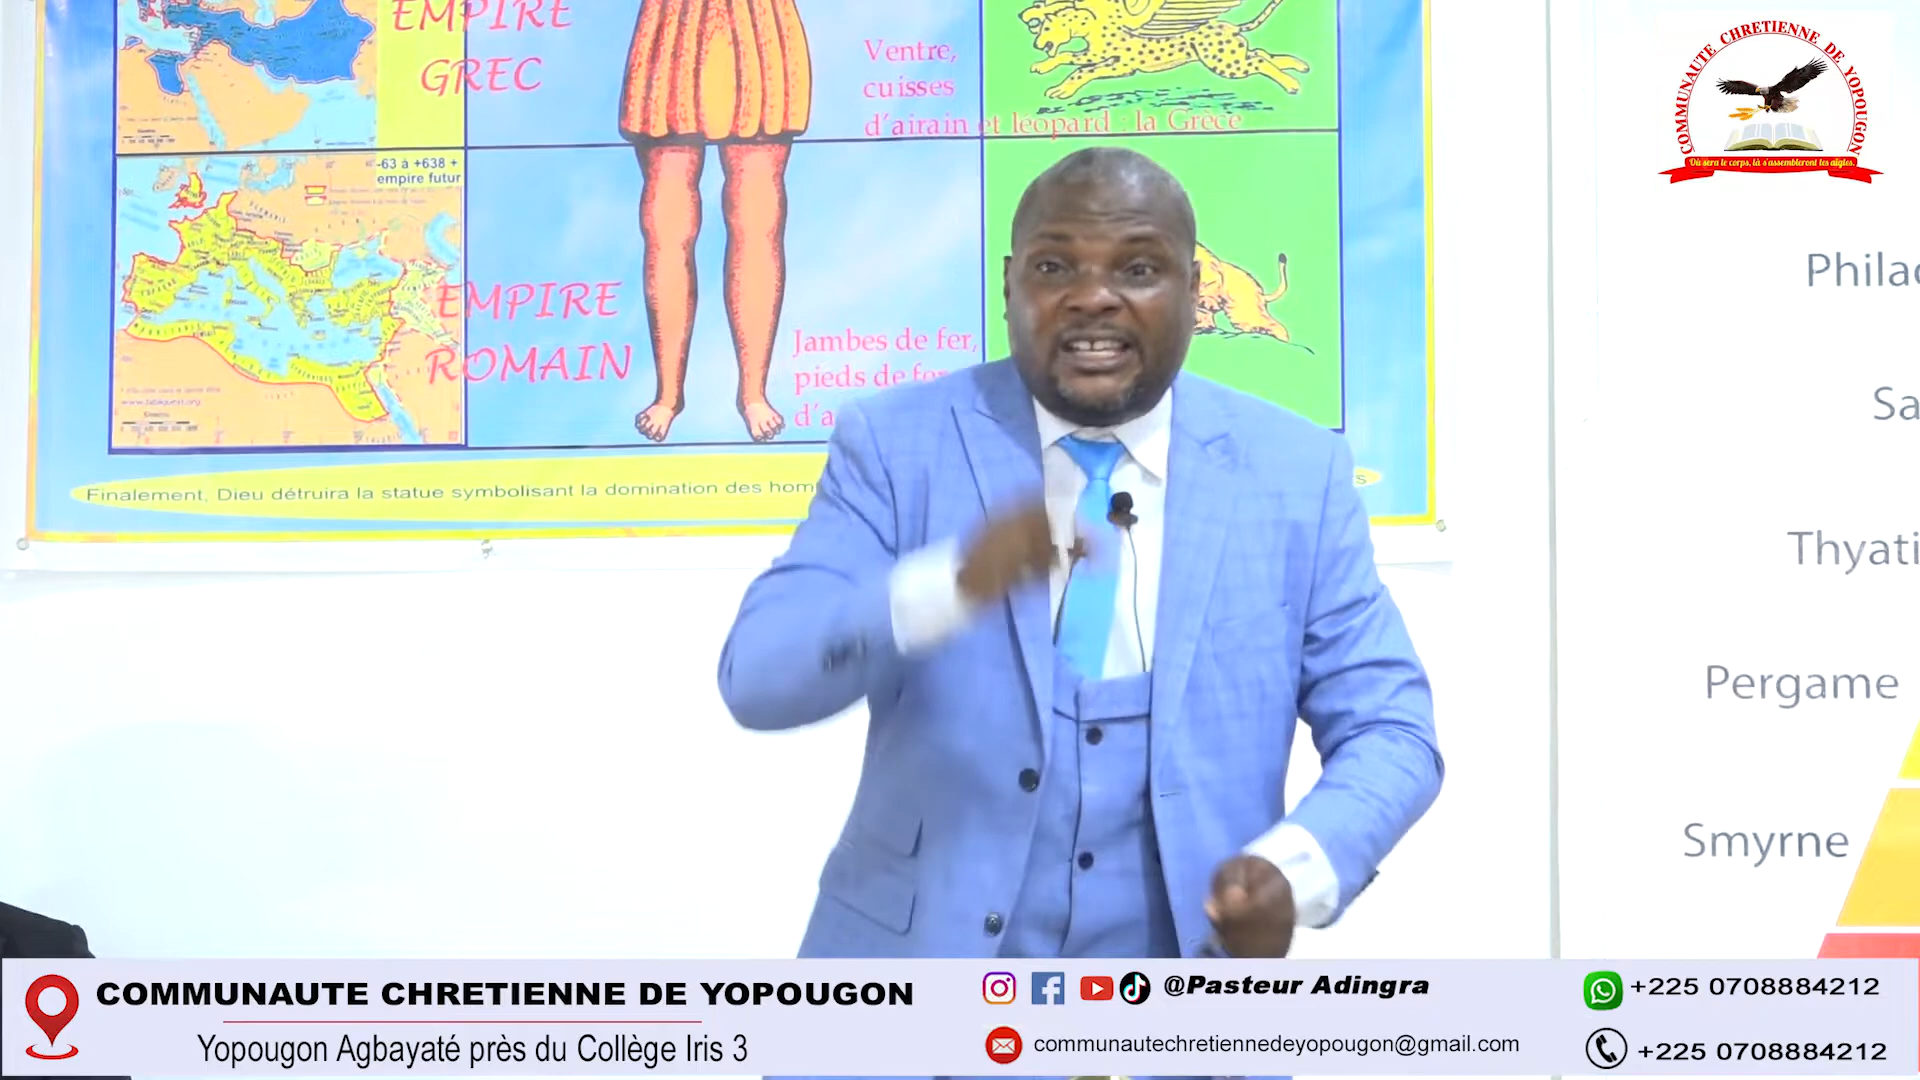 EMPIRE
GREC
Ventre,
cuisses
d'airain et léopard : la Grèce
-63 à +638 +
empire futur
EMPIRE
ROMAIN
Jambes de fer,
pieds de fer
d'a
Finalement, Dieu détruira la statue symbolisant la domination des hom
COMMUNAUTE CHRETIENNE DE YOPOUGON
Où sera le corps, là s'assembleront les aigles.
Philad
Sa
Thyati
Pergame
Smyrne
COMMUNAUTE CHRETIENNE DE YOPOUGON
Yopougon Agbayaté près du Collège Iris 3
@Pasteur Adingra
communautechretiennedeyopougon@gmail.com
+225 0708884212
+225 0708884212